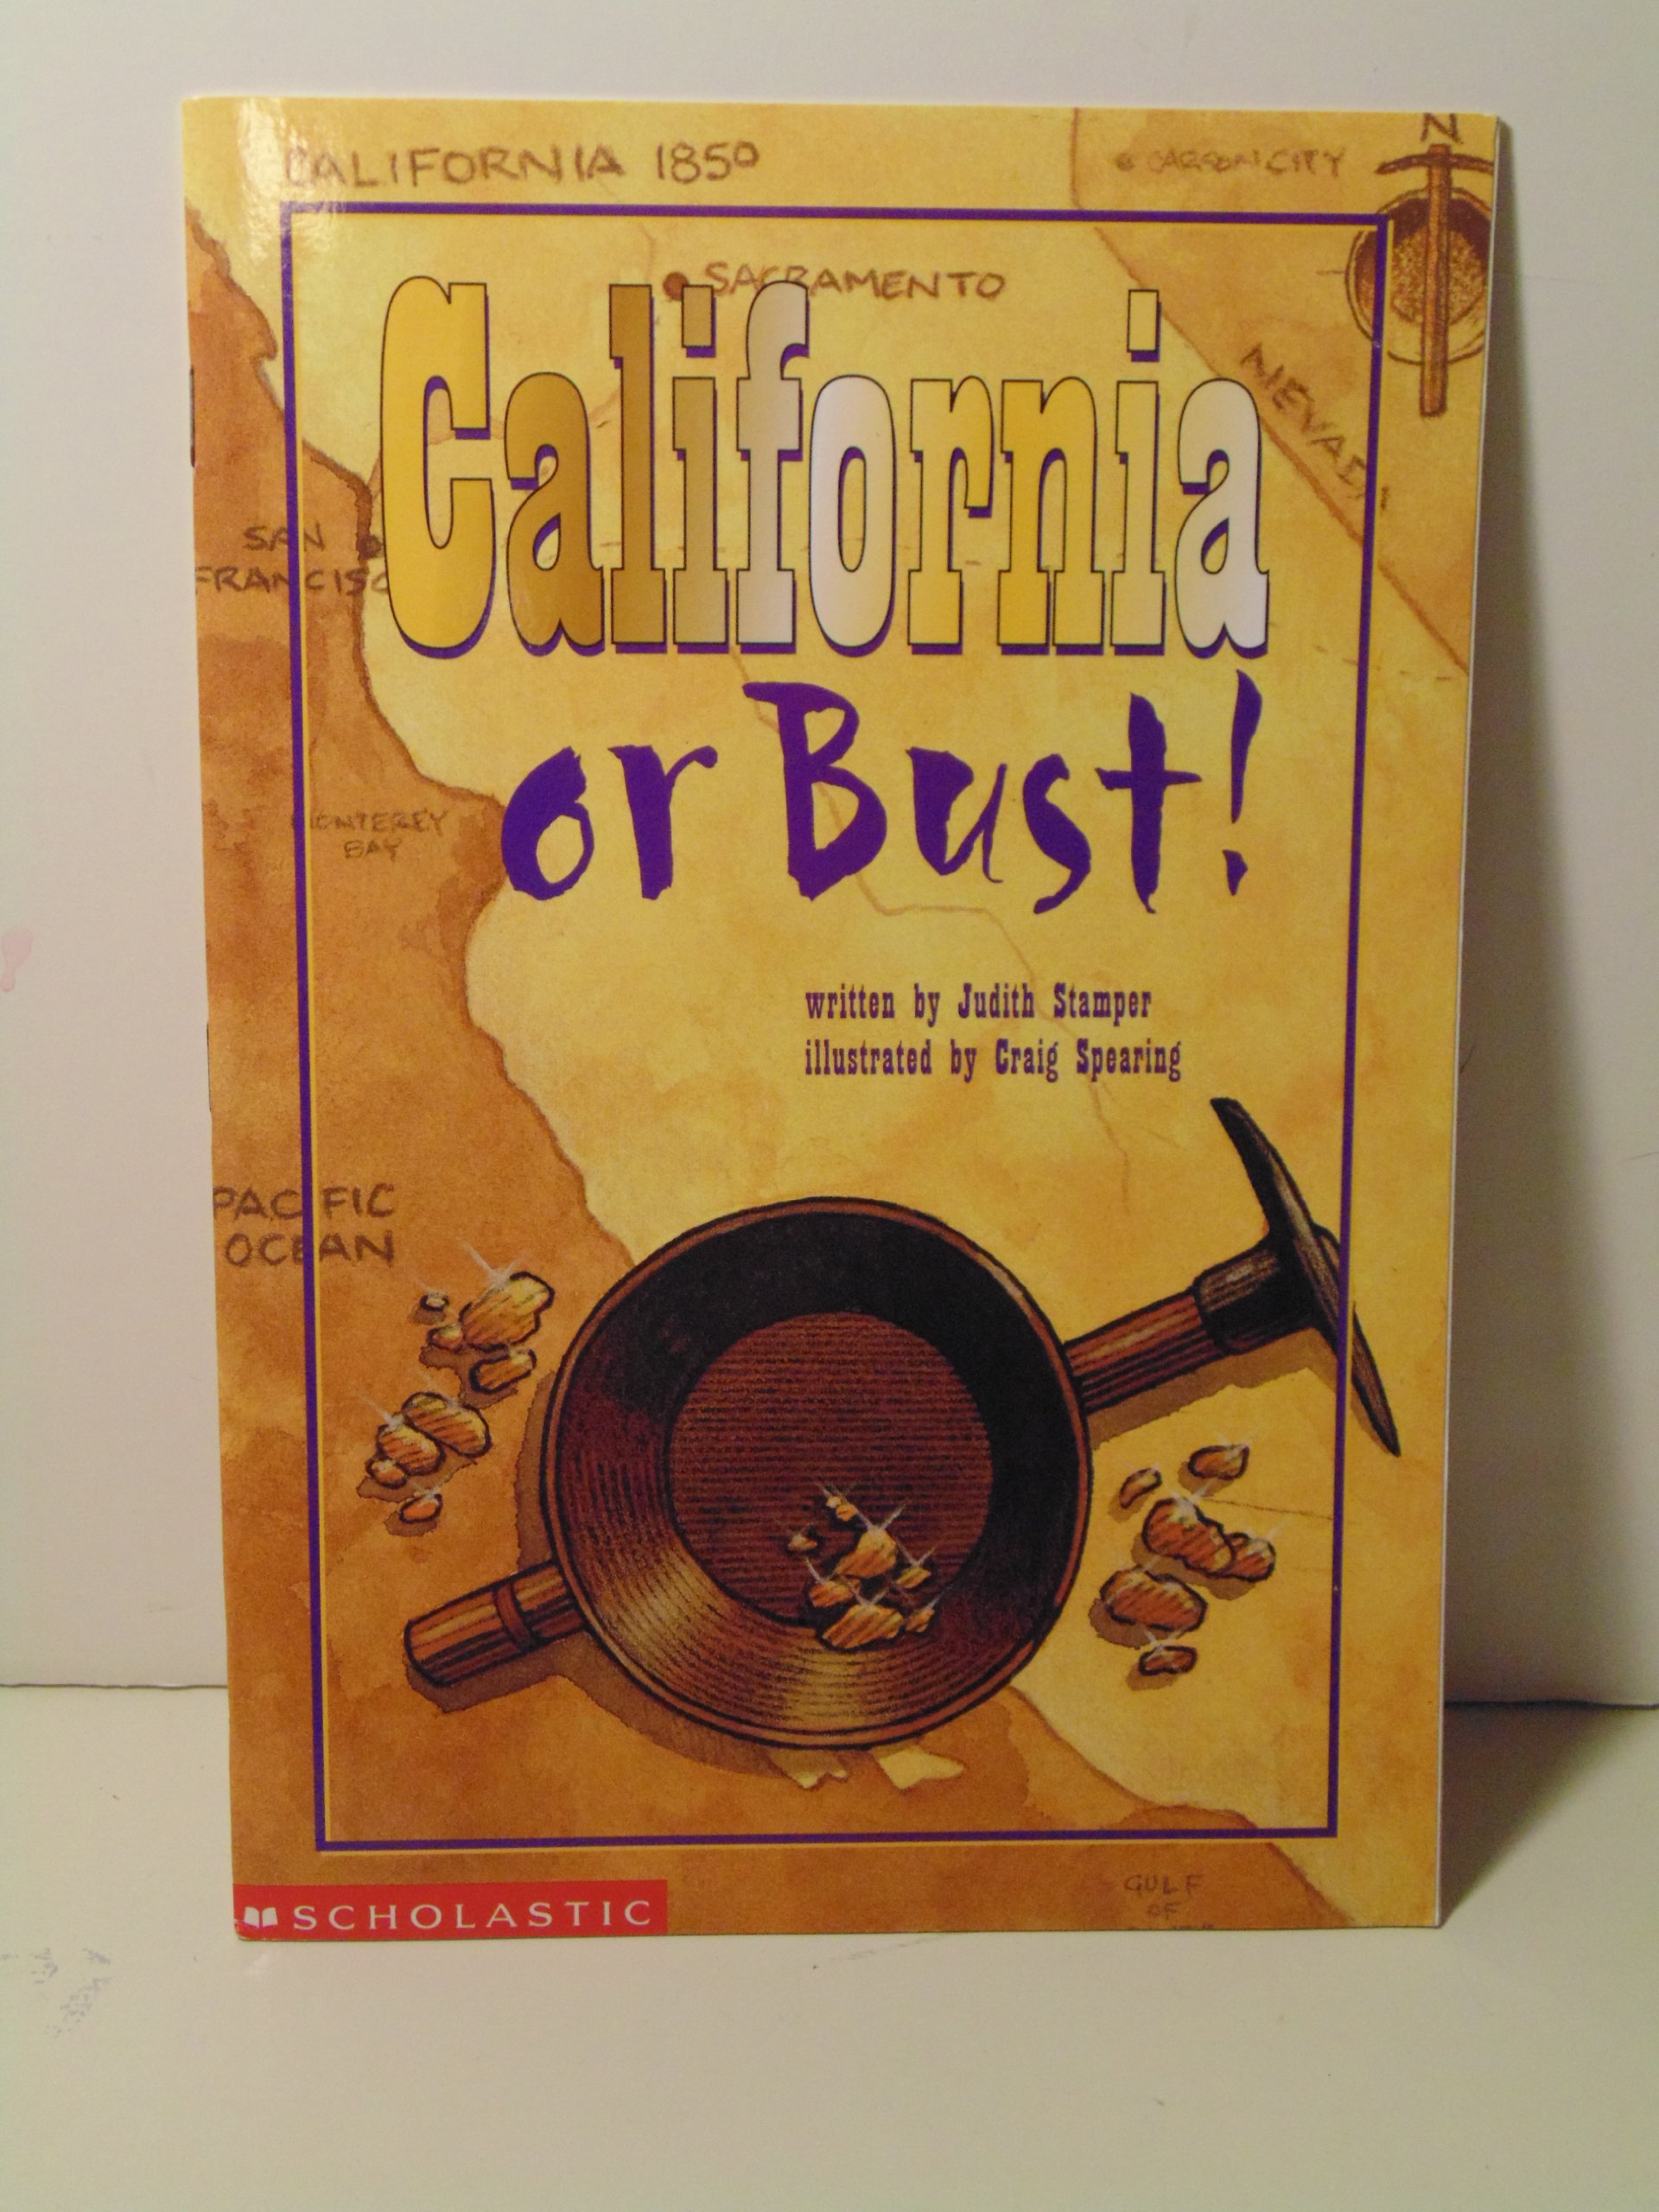 CALIFORNIA 1850
CARSON CITY
N
SACRAMENTO
NEVADA
California
SAN
FRANCISC
or Bust!
MONTEREY
BAY
written by Judith Stamper
illustrated by Craig Spearing
PACIFIC
OCEAN
GULF
OF
SCHOLASTIC